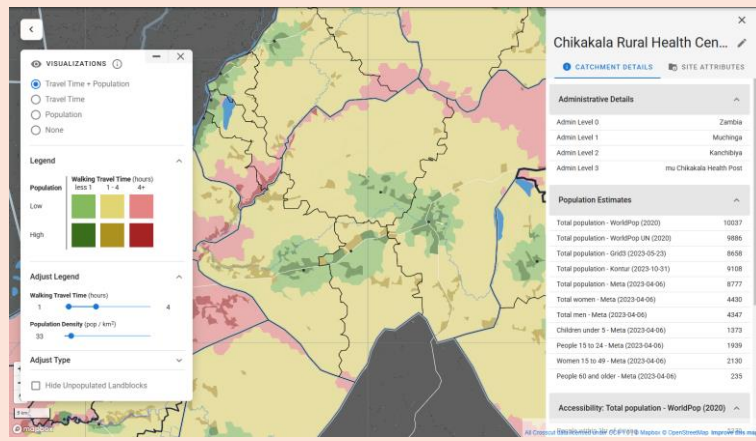 VISUALIZATIONS
Travel Time + Population
Travel Time
Population
None
Legend
Walking Travel Time (hours)
Population less 1 1 - 4 4+
Low
High
Adjust Legend
Walking Travel Time (hours)
1 4
Population Density (pop / km²)
33
Adjust Type
Hide Unpopulated Landblocks
5 km
mapbox
Chikakala Rural Health Cen...
CATCHMENT DETAILS SITE ATTRIBUTES
Administrative Details
Admin Level 0 Zambia
Admin Level 1 Muchinga
Admin Level 2 Kanchibiya
Admin Level 3 mu Chikakala Health Post
Population Estimates
Total population - WorldPop (2020) 10037
Total population - WorldPop UN (2020) 9886
Total population - Grid3 (2023-05-23) 8658
Total population - Kontur (2023-10-31) 9108
Total population - Meta (2023-04-06) 8777
Total women - Meta (2023-04-06) 4430
Total men - Meta (2023-04-06) 4347
Children under 5 - Meta (2023-04-06) 1373
People 15 to 24 - Meta (2023-04-06) 1939
Women 15 to 49 - Meta (2023-04-06) 2130
People 60 and older - Meta (2023-04-06) 235
Accessibility: Total population - WorldPop (2020)
© Mapbox © OpenStreetMap Improve this map